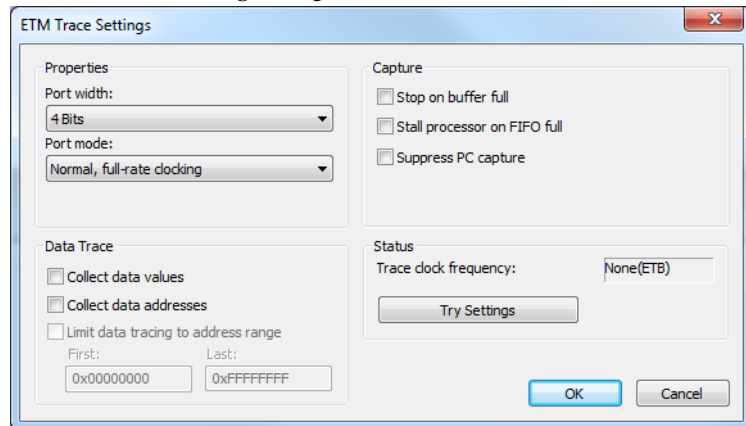 ETM Trace Settings
Properties
Port width:
4 Bits
Port mode:
Normal, full-rate clocking
Capture
Stop on buffer full
Stall processor on FIFO full
Suppress PC capture
Data Trace
Collect data values
Collect data addresses
Limit data tracing to address range
First:
Last:
0x00000000
0xFFFFFFFF
Status
Trace clock frequency:
None(ETB)
Try Settings
OK
Cancel